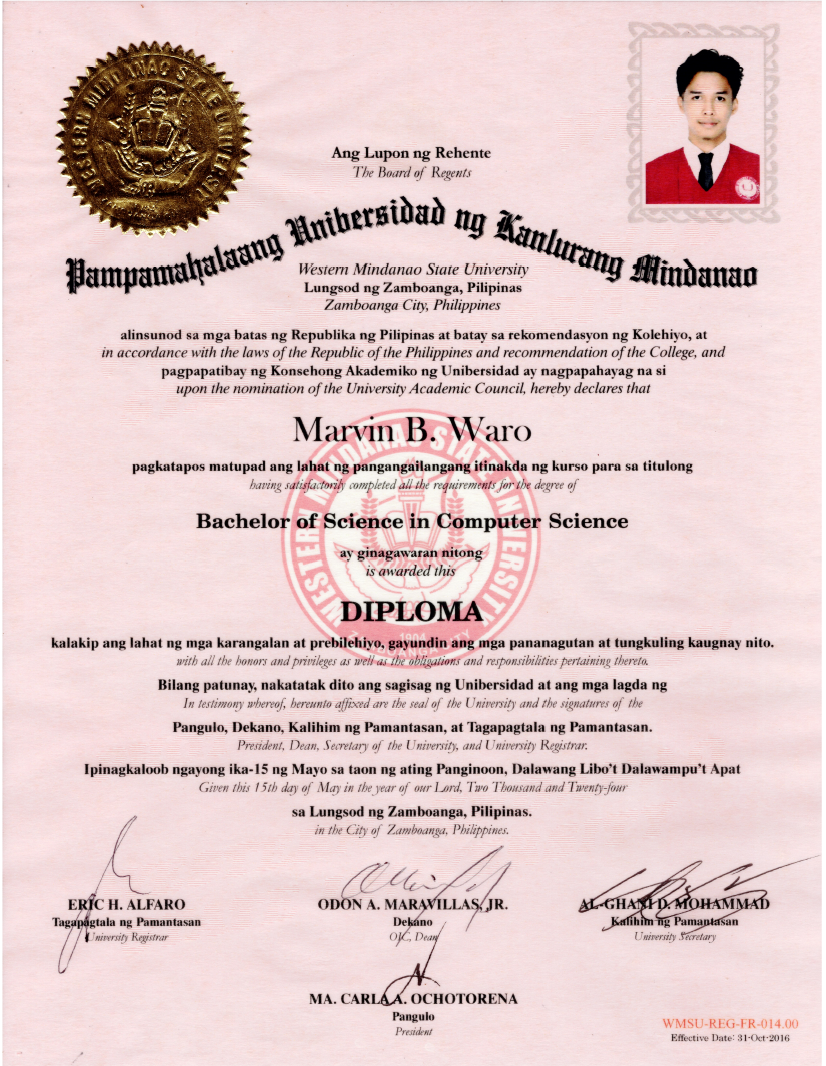 WESTERN MINDANAO STATE UNIVERSITY
Ang Lupon ng Rehente
The Board of Regents
Pampamahalaang Unibersidad ng Kanlurang Mindanao
Western Mindanao State University
Lungsod ng Zamboanga, Pilipinas
Zamboanga City, Philippines
alinsunod sa mga batas ng Republika ng Pilipinas at batay sa rekomendasyon ng Kolehiyo, at
in accordance with the laws of the Republic of the Philippines and recommendation of the College, and
pagpapatibay ng Konsehong Akademiko ng Unibersidad ay nagpapahayag na si
upon the nomination of the University Academic Council, hereby declares that
Marvin B. Waro
pagkatapos matupad ang lahat ng pangangailangang itinakda ng kurso para sa titulong
having satisfactorily completed all the requirements for the degree of
Bachelor of Science in Computer Science
ay ginagawaran nitong
is awarded this
DIPLOMA
WESTERN MINDANAO STATE UNIVERSITY
1904
ZAMBOANGA CITY
kalakip ang lahat ng mga karangalan at prebilehiyo, gayundin ang mga pananagutan at tungkuling kaugnay nito.
with all the honors and privileges as well as the obligations and responsibilities pertaining thereto.
Bilang patunay, nakatatak dito ang sagisag ng Unibersidad at ang mga lagda ng
In testimony whereof, hereunto affixed are the seal of the University and the signatures of the
Pangulo, Dekano, Kalihim ng Pamantasan, at Tagapagtala ng Pamantasan.
President, Dean, Secretary of the University, and University Registrar.
Ipinagkaloob ngayong ika-15 ng Mayo sa taon ng ating Panginoon, Dalawang Libo't Dalawampu't Apat
Given this 15th day of May in the year of our Lord, Two Thousand and Twenty-four
sa Lungsod ng Zamboanga, Pilipinas.
in the City of Zamboanga, Philippines.
ERIC H. ALFARO
Tagapagtala ng Pamantasan
University Registrar
ODON A. MARAVILLAS, JR.
Dekano
OIC, Dean
AL-GHANI D. MOHAMMAD
Kalihim ng Pamantasan
University Secretary
MA. CARLA A. OCHOTORENA
Pangulo
President
WMSU-REG-FR-014.00
Effective Date: 31-Oct-2016